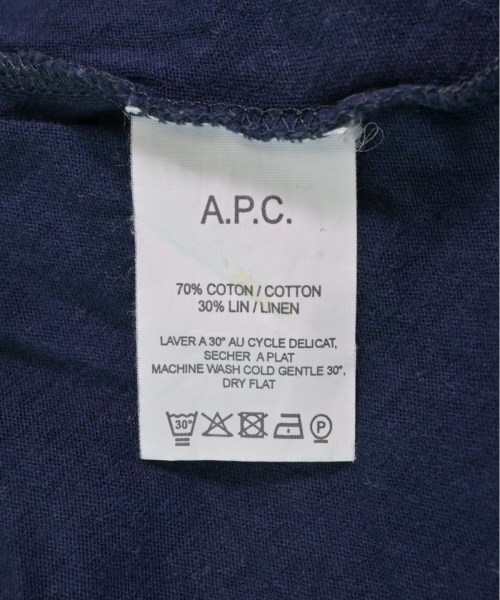 A.P.C.
70% COTON / COTTON
30% LIN / LINEN
LAVER A 30° AU CYCLE DELICAT,
SECHER A PLAT
MACHINE WASH COLD GENTLE 30°,
DRY FLAT
30° P